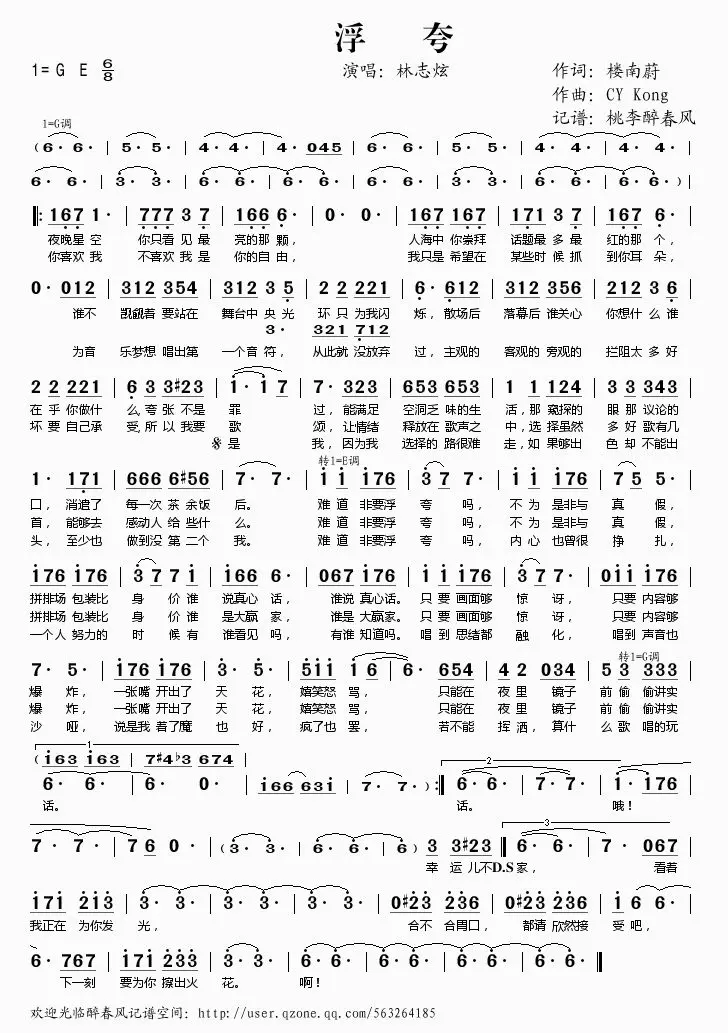 浮 夸
1=G E 6/8
演唱：林志炫
作词：楼南蔚
作曲：CY Kong
记谱：桃李醉春风
1=G调
(6· 6· | 5· 5· | 6· 6· | 4· 045 | 6· 6· | 5· 5· | 4· 4· | 4· 4· |
6· 6· | 3· 3· | 6· 6· | 6· 6· | 6· 6· | 3· 3· | 6· 6· | 6· 6· )|
‖: 167 1· | 777 3 7 | 166 6· | 0· 0· | 167 167 | 171 3 7 | 167 6· |
夜晚星 空 你只看 见 最 亮的那 颗， 人海中 你崇拜 话题最 多 最 红的那 个，
你喜欢 我 不喜欢 我 是 你的自 由， 我只是 希望在 某些时 候 抓 到你耳 朵，
0· 012 | 312 354 | 312 3 5 | 2 2 221 | 6· 612 | 312 356 | 312 3 5 |
谁不 觊觎着 要站在 舞台中 央 光 环 只 为我闪 烁，散场后 落幕后 谁关心 你想什 么 谁
3· 321 712
为音 乐梦想 唱出第 一个音 符， 从此就 没放弃 过，主观的 客观的 旁观的 拦阻太 多 好
2 2 221 | 6 3 3#23 | 1· 1 7 | 7· 323 | 653 653 | 1 1 124 | 3 3 323 |
在 乎 你做什 么 夸 张 不是 罪 过，能满足 空洞乏 味的生 活，那 窥探的 眼 那 议论的
坏 要 自己承 受，所 以 我要 歌 颂，让情绪 释放在 歌声之 中，选 择虽然 多 好 歌有几
𝄋 是 我，因为我 选择的 路很难 走，如 果够出 色 却 不能出
转1=E调
1· 171 | 666 6#56 | 7· 7· | 1 1 176 | 3 7 7· | 1 1 176 | 7 5 5· |
口，消遣了 每一次 茶 余饭 后。 难 道 非要浮 夸 吗， 不 为 是非与 真 假，
首，能够去 感动人 给 些什 么。 难 道 非要浮 夸 吗， 不 为 是非与 真 假，
头，至少也 做到没 第 二个 我。 难 道 非要浮 夸 吗， 内 心 也曾很 挣 扎，
176 176 | 3 7 7 1 | 166 6· | 067 176 | 1 1 176 | 3 7 7· | 011 176 |
拼排场 包装比 身 价 谁 说真心 话， 谁说 真心话。 只 要 画面够 惊 讶， 只要 内容够
拼排场 包装比 身 价 谁 是大赢 家， 谁是 大赢家。 只 要 画面够 惊 讶， 只要 内容够
一个人 努力的 时 候 有 谁看见 吗， 有谁 知道吗。 唱 到 思绪都 融 化， 唱到 声音也
转1=G调
7· 5· | 176 176 | 3· 5· | 511 1 6 | 6· 654 | 4 2 034 | 5 3 333 |
爆 炸， 一张嘴 开出了 天 花， 嬉笑怒 骂， 只能在 夜 里 镜子 前 偷 偷讲实
爆 炸， 一张嘴 开出了 天 花， 嬉笑怒 骂， 只能在 夜 里 镜子 前 偷 偷讲实
沙 哑， 说是我 着了魔 也 好， 疯了也 罢， 若不能 挥 洒，算什 么 歌 唱的玩
1
(163 163 | 7#4♭3 674 |
6· 6· | 6· 0· | 166 631 | 7· 7· ) :‖ 2 6· 6· | 7· 7· | 1· 176 |
话。 话。 哦！
7· 7· | 7 6 0· | (3· 3· | 6· 6· | 6· 6) 3 3#23 ‖ 3 6· 6· | 7· 067 |
幸 运 儿不D.S家， 看着
171 213 | 3· 3· | 3· 3· | 3· 3· | 0#23 236 | 0#23 236 | 6 6· |
我正在 为你发 光， 合不 合胃口， 都请 欣然接 受吧，
6· 767 | 171 233 | 3· 3· | 6· 6· | 6· 6· | 6· 6· | 6· 6· ‖
下一刻 要为你 擦出火 花。 啊！
欢迎光临醉春风记谱空间：http://user.qzone.qq.com/563264185